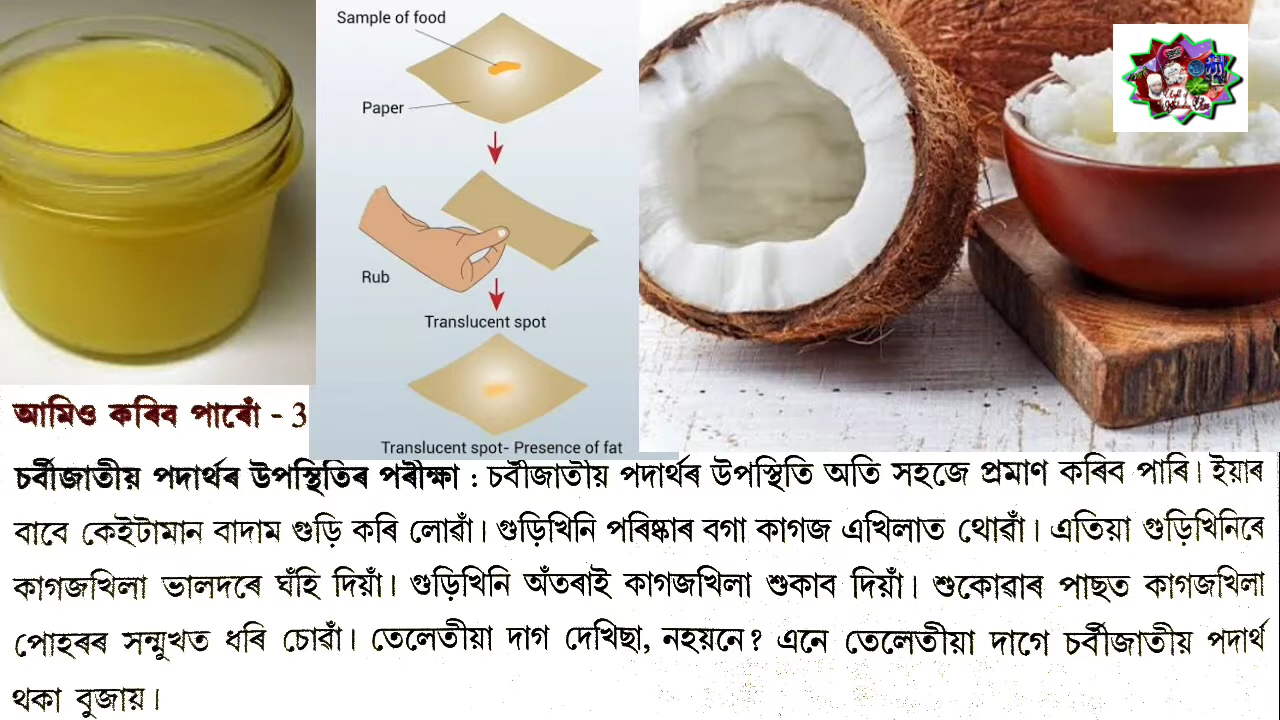 Sample of food
Paper
Rub
Translucent spot
Translucent spot- Presence of fat
আমিও কৰিব পাৰোঁ - 3
চৰ্বীজাতীয় পদাৰ্থৰ উপস্থিতিৰ পৰীক্ষা : চৰ্বীজাতীয় পদাৰ্থৰ উপস্থিতি অতি সহজে প্ৰমাণ কৰিব পাৰি। ইয়াৰ
বাবে কেইটামান বাদাম গুড়ি কৰি লোৱাঁ। গুড়িখিনি পৰিষ্কাৰ বগা কাগজ এখিলাত থোৱাঁ। এতিয়া গুড়িখিনিৰে
কাগজখিলা ভালদৰে ঘঁহি দিয়াঁ। গুড়িখিনি অঁতৰাই কাগজখিলা শুকাব দিয়াঁ। শুকোৱাৰ পাছত কাগজখিলা
পোহৰৰ সন্মুখত ধৰি চোৱাঁ। তেলেতীয়া দাগ দেখিছা, নহয়নে? এনে তেলেতীয়া দাগে চৰ্বীজাতীয় পদাৰ্থ
থকা বুজায়।